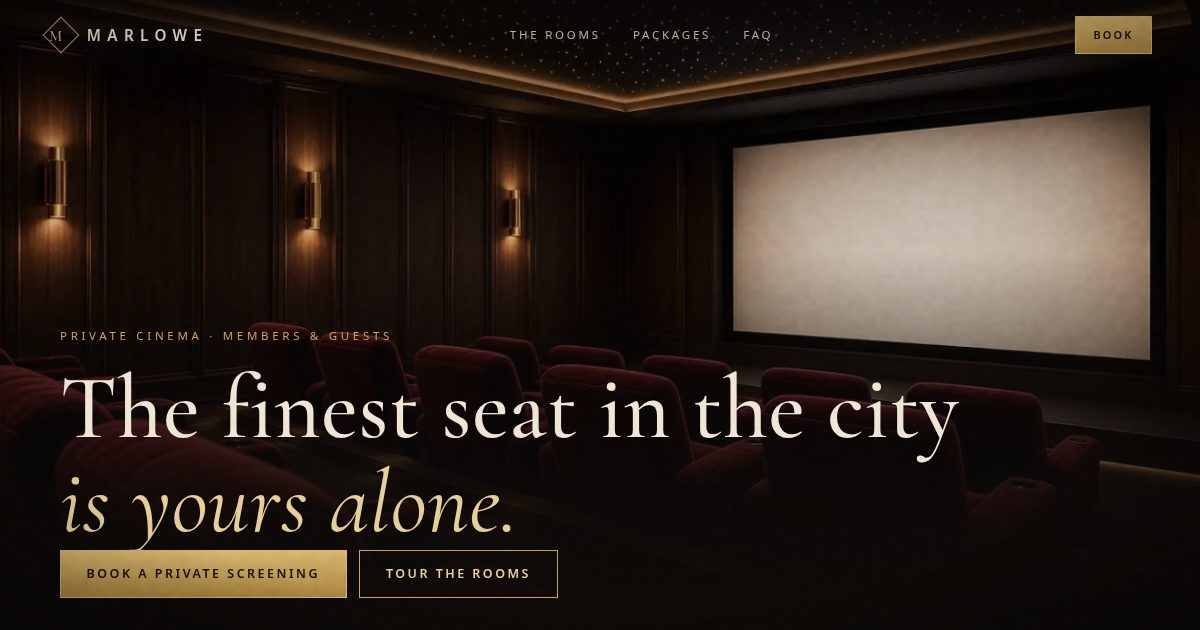 M MARLOWE
THE ROOMS PACKAGES FAQ
BOOK
PRIVATE CINEMA · MEMBERS & GUESTS
The finest seat in the city
is yours alone.
BOOK A PRIVATE SCREENING
TOUR THE ROOMS